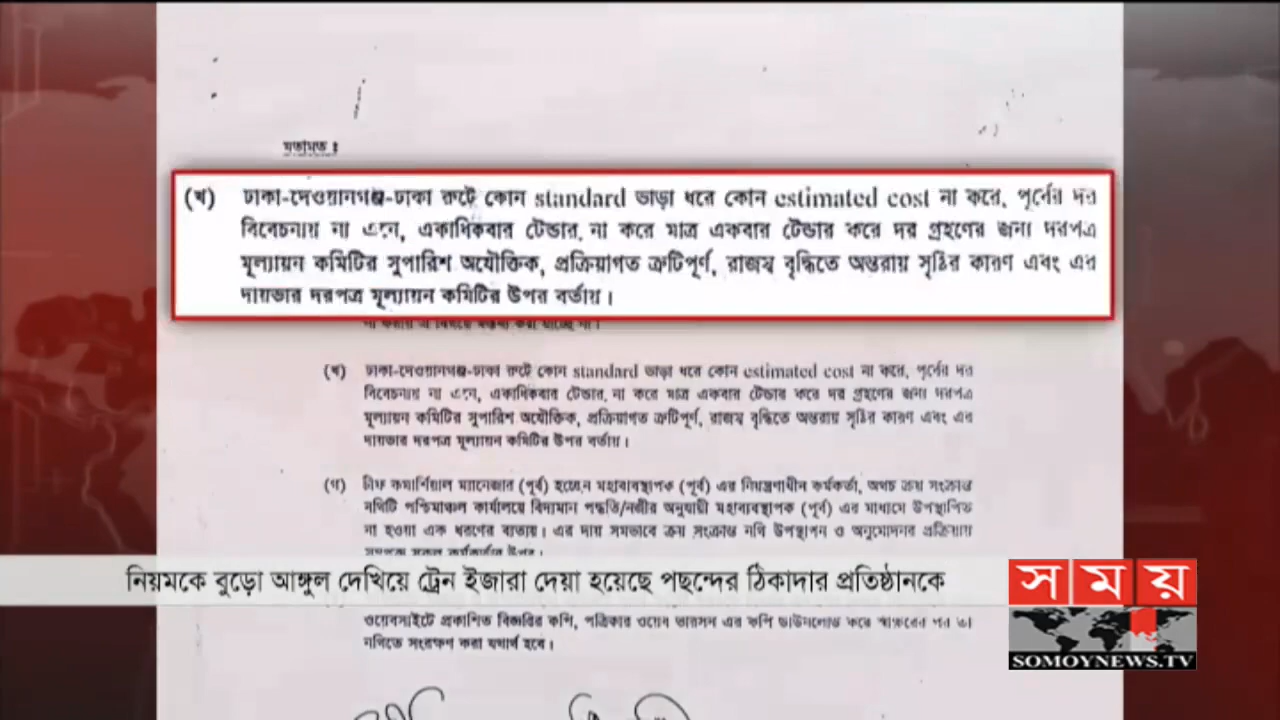 মতামত ঃ
(খ) ঢাকা-দেওয়ানগঞ্জ-ঢাকা রুটে কোন standard ভাড়া ধরে কোন estimated cost না করে, পূর্বের দর
বিবেচনায় না এনে, একাধিকবার টেন্ডার না করে মাত্র একবার টেন্ডার করে দর গ্রহণের জন্য দরপত্র
মূল্যায়ন কমিটির সুপারিশ অযৌক্তিক, প্রক্রিয়াগত ত্রুটিপূর্ণ, রাজস্ব বৃদ্ধিতে অন্তরায় সৃষ্টির কারণ এবং এর
দায়ভার দরপত্র মূল্যায়ন কমিটির উপর বর্তায়।
(খ) ঢাকা-দেওয়ানগঞ্জ-ঢাকা রুটে কোন standard ভাড়া ধরে কোন estimated cost না করে, পূর্বের দর
বিবেচনায় না এনে, একাধিকবার টেন্ডার না করে মাত্র একবার টেন্ডার করে দর গ্রহণের জন্য দরপত্র
মূল্যায়ন কমিটির সুপারিশ অযৌক্তিক, প্রক্রিয়াগত ত্রুটিপূর্ণ, রাজস্ব বৃদ্ধিতে অন্তরায় সৃষ্টির কারণ এবং এর
দায়ভার দরপত্র মূল্যায়ন কমিটির উপর বর্তায়।
(গ) চীফ কমার্শিয়াল ম্যানেজার (পূর্ব) হচ্ছেন মহাব্যবস্থাপক (পূর্ব) এর নিয়ন্ত্রণাধীন কর্মকর্তা, অথচ ক্রয় সংক্রান্ত
নথিটি পশ্চিমাঞ্চল কার্যালয়ে বিদ্যমান পদ্ধতি/নজীর অনুযায়ী মহাব্যবস্থাপক (পূর্ব) এর মাধ্যমে উপস্থাপিত
না হওয়া এক ধরণের ব্যত্যয়। এর দায় সমভাবে ক্রয় সংক্রান্ত নথি উপস্থাপন ও অনুমোদনের প্রক্রিয়ায়
নিয়মকে বুড়ো আঙ্গুল দেখিয়ে ট্রেন ইজারা দেয়া হয়েছে পছন্দের ঠিকাদার প্রতিষ্ঠানকে
সময়
SOMOYNEWS.TV
ওয়েবসাইটে প্রকাশিত বিজ্ঞপ্তির কপি, পত্রিকার ওয়েব ভারসন এর কপি ডাউনলোড করে স্বাক্ষরের পর তা
নথিতে সংরক্ষণ করা যথার্থ হবে।